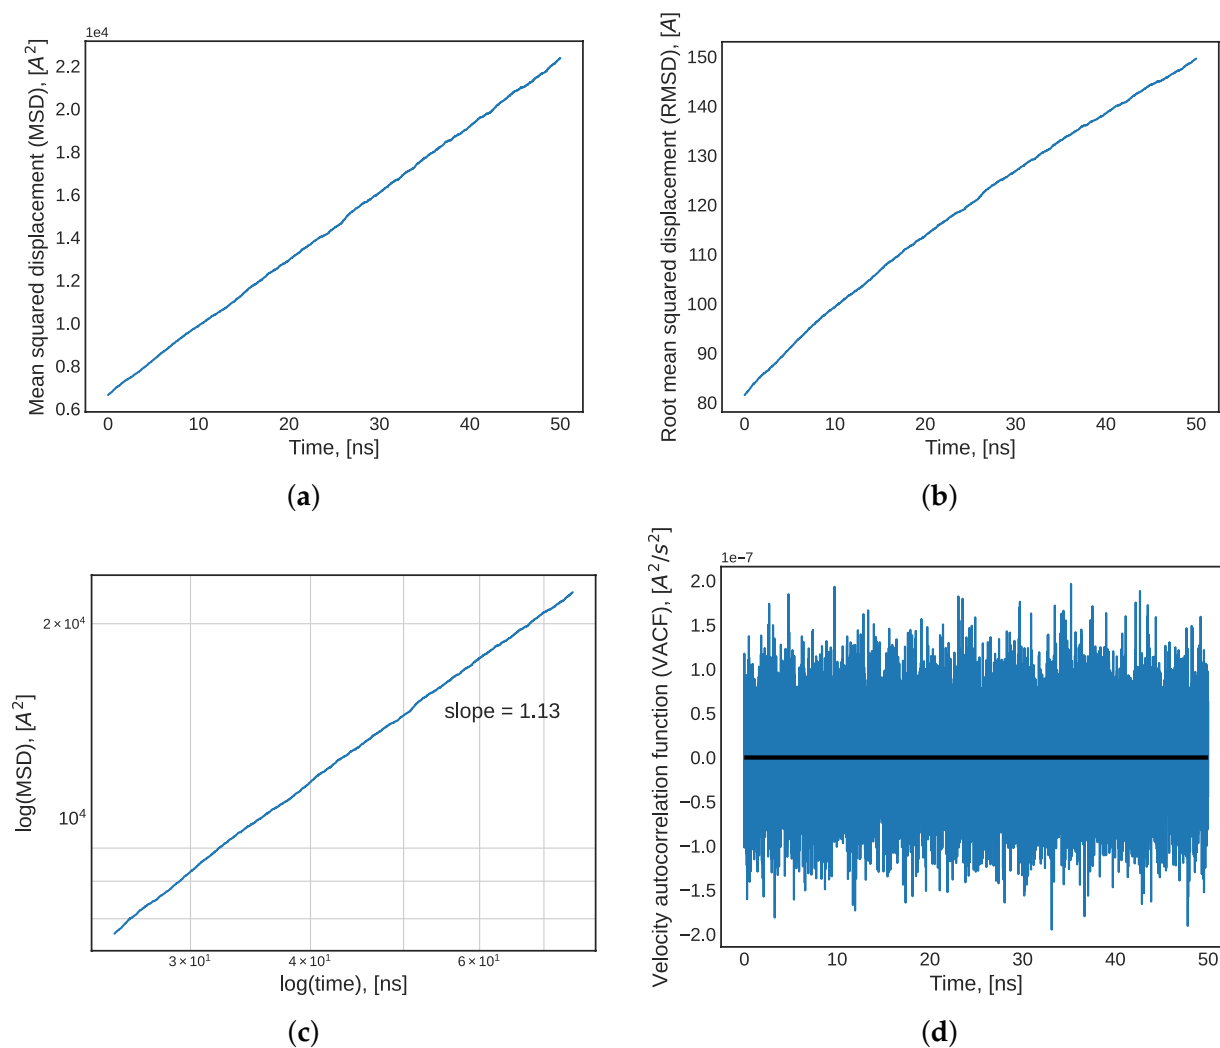 1e4
Mean squared displacement (MSD), [A²]
2.2
2.0
1.8
1.6
1.4
1.2
1.0
0.8
0.6
0 10 20 30 40 50
Time, [ns]
(a)
Root mean squared displacement (RMSD), [A]
150
140
130
120
110
100
90
80
0 10 20 30 40 50
Time, [ns]
(b)
log(MSD), [A²]
2 × 10⁴
10⁴
slope = 1.13
3 × 10¹ 4 × 10¹ 6 × 10¹
log(time), [ns]
(c)
1e−7
Velocity autocorrelation function (VACF), [A²/s²]
2.0
1.5
1.0
0.5
0.0
−0.5
−1.0
−1.5
−2.0
0 10 20 30 40 50
Time, [ns]
(d)